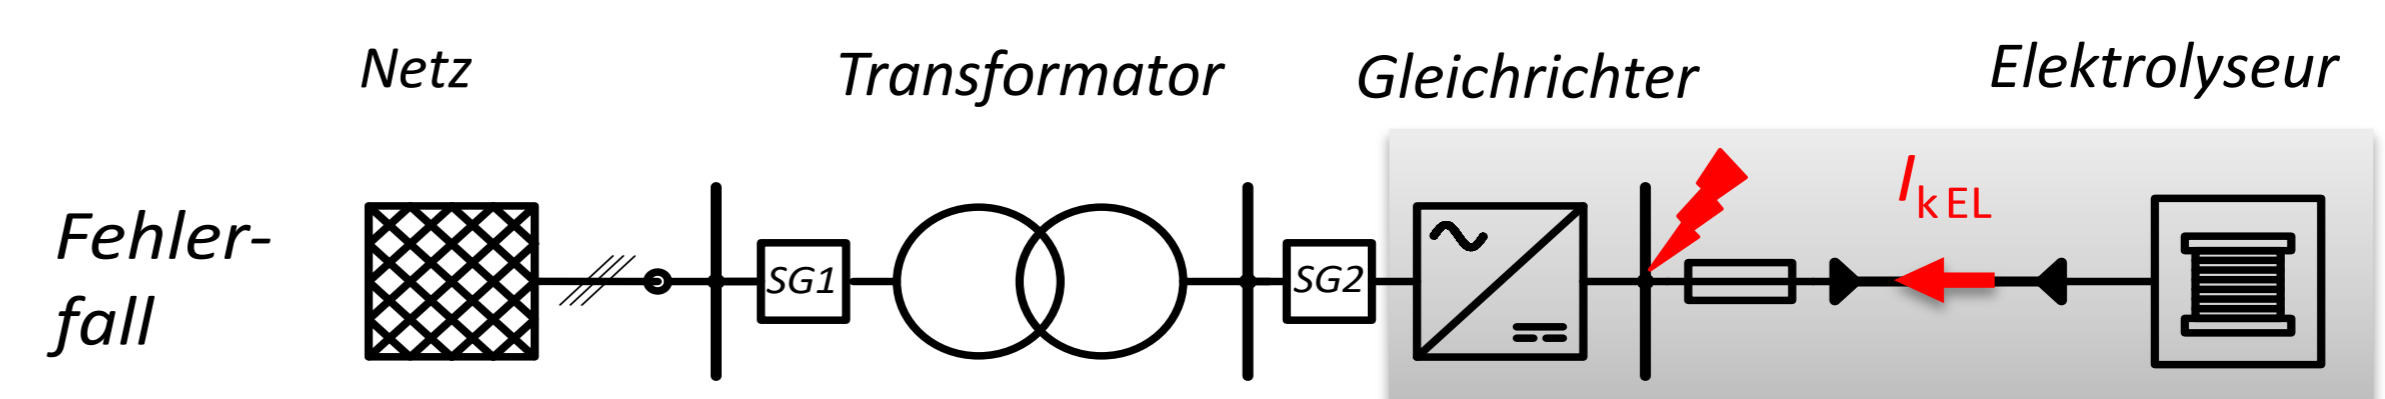 Netz
Transformator
Gleichrichter
Elektrolyseur
Fehler-
fall
SG1
SG2
I k EL